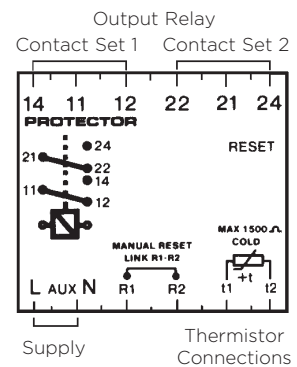 Output Relay
Contact Set 1 Contact Set 2
14 11 12 22 21 24
PROTECTOR
24
RESET
21
22
14
11
12
MAX 1500 Ω
COLD
MANUAL RESET
LINK R1-R2
+t
L AUX N R1 R2 t1 t2
Supply
Thermistor
Connections